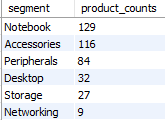 segment product_counts
Notebook 129
Accessories 116
Peripherals 84
Desktop 32
Storage 27
Networking 9